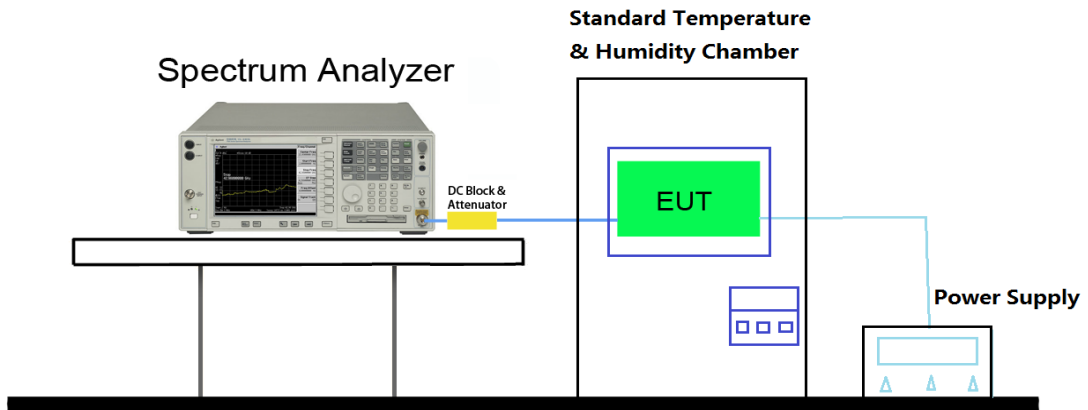 Standard Temperature
& Humidity Chamber
Spectrum Analyzer
DC Block &
Attenuator
EUT
Power Supply